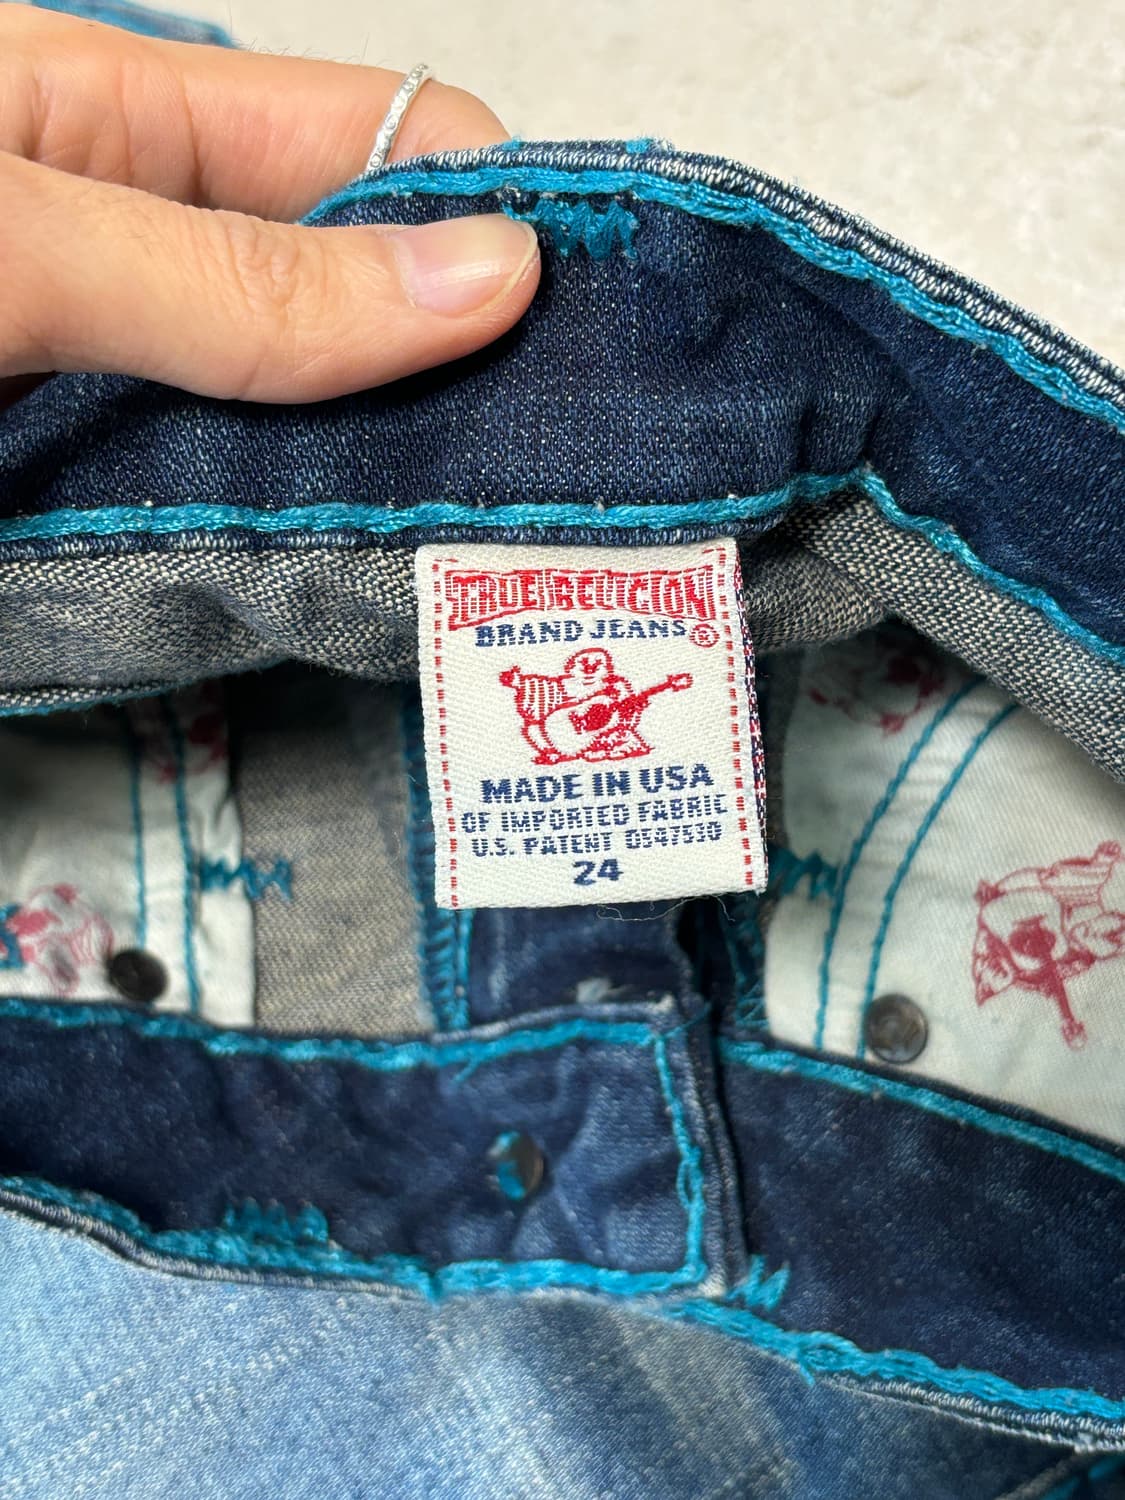 TRUE RELIGION
BRAND JEANS ®
MADE IN USA
OF IMPORTED FABRIC
U.S. PATENT D547530
24